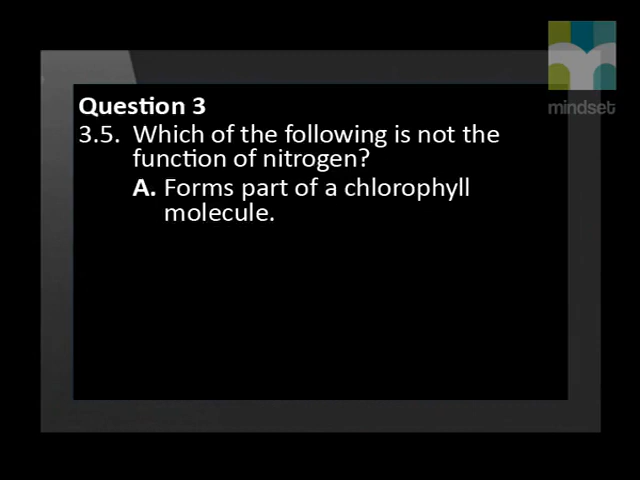 mindset
Question 3
3.5. Which of the following is not the
function of nitrogen?
A. Forms part of a chlorophyll
molecule.